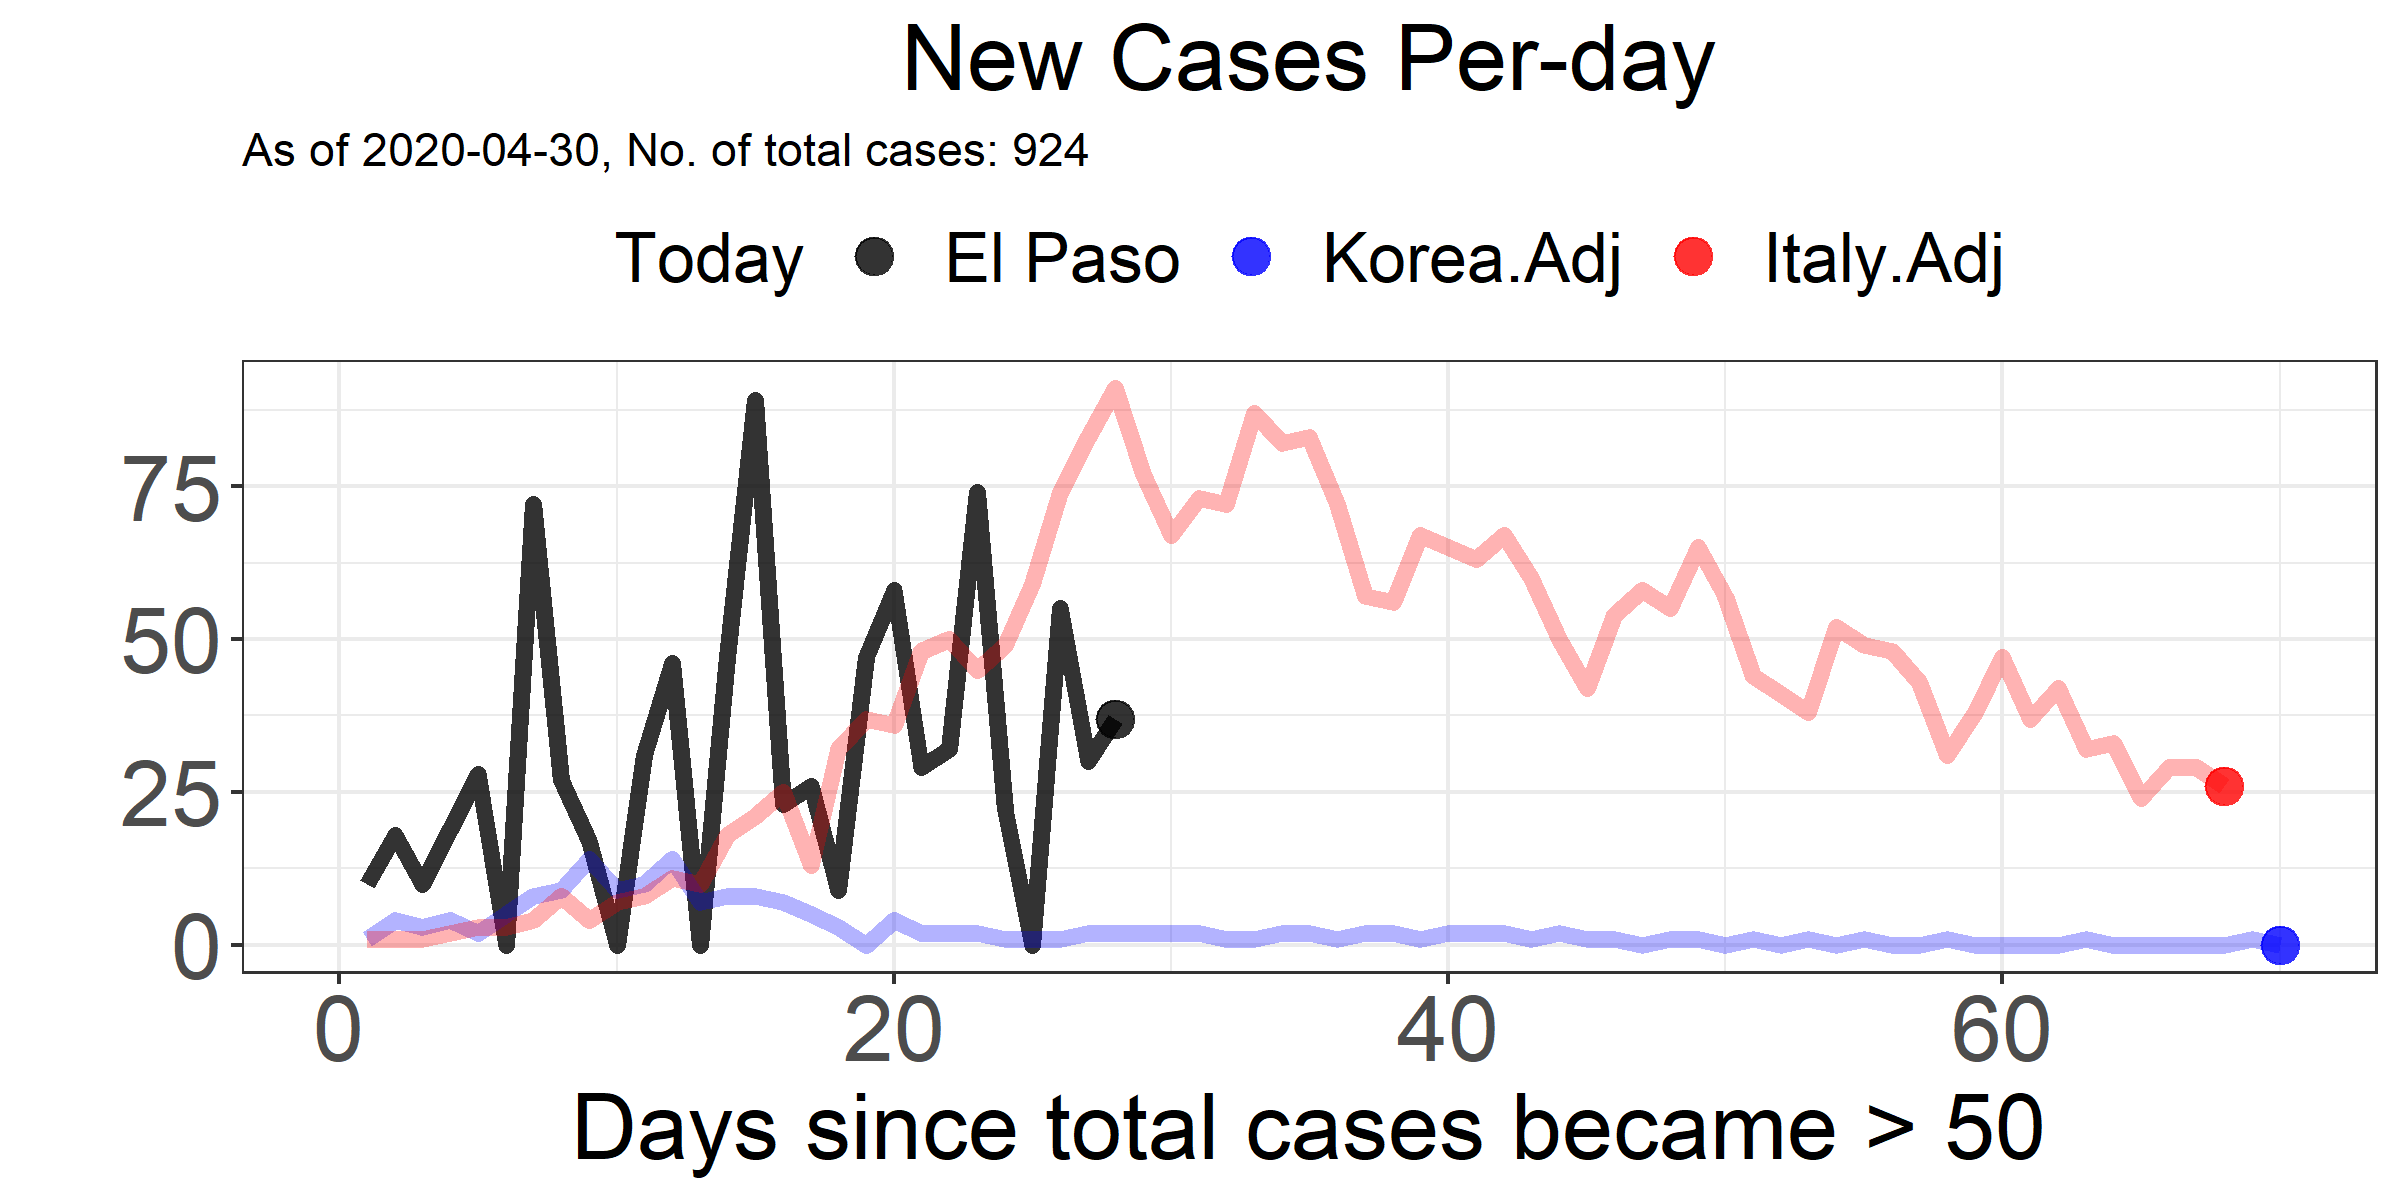 New Cases Per-day
As of 2020-04-30, No. of total cases: 924
Today El Paso Korea.Adj Italy.Adj
75
50
25
0
0 20 40 60
Days since total cases became > 50